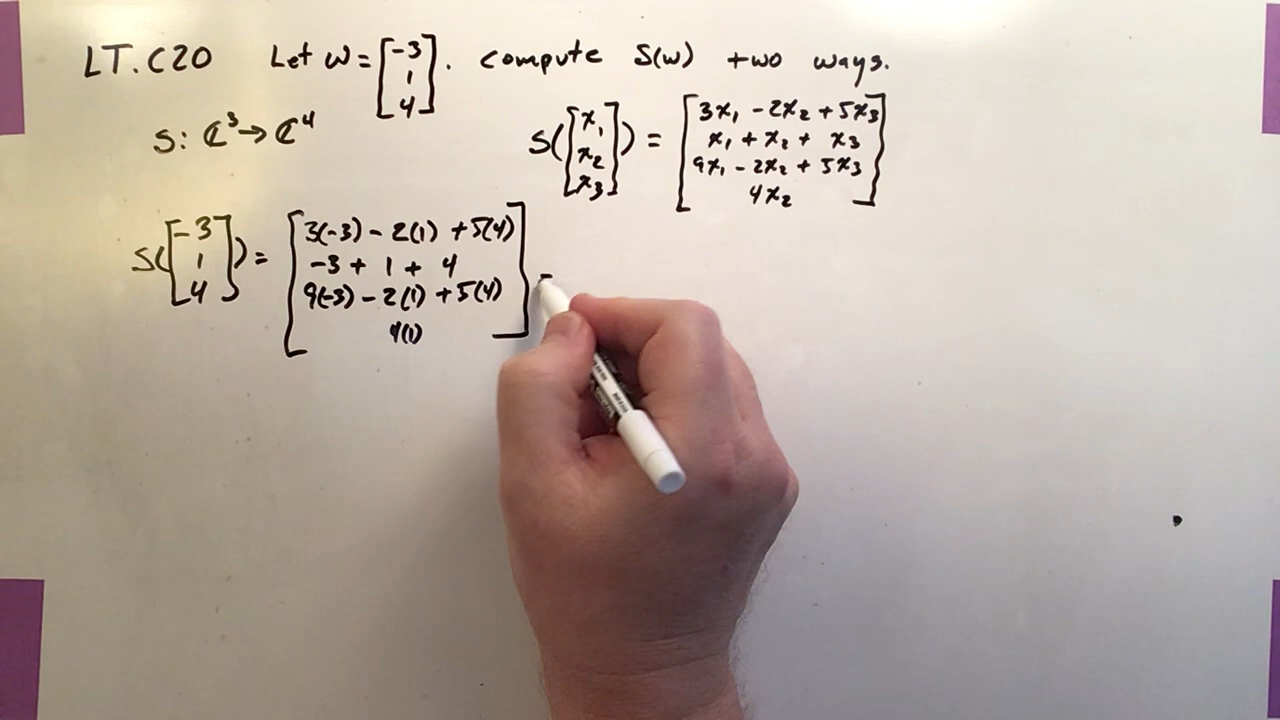 LT.C20 Let w = [-3 1 4]. compute S(w) two ways.
S: ℂ³ → ℂ⁴
S([x₁ x₂ x₃]) = [3x₁ - 2x₂ + 5x₃
x₁ + x₂ + x₃
9x₁ - 2x₂ + 5x₃
4x₂]
S([-3 1 4]) = [3(-3) - 2(1) + 5(4)
-3 + 1 + 4
9(-3) - 2(1) + 5(4)
4(1)]